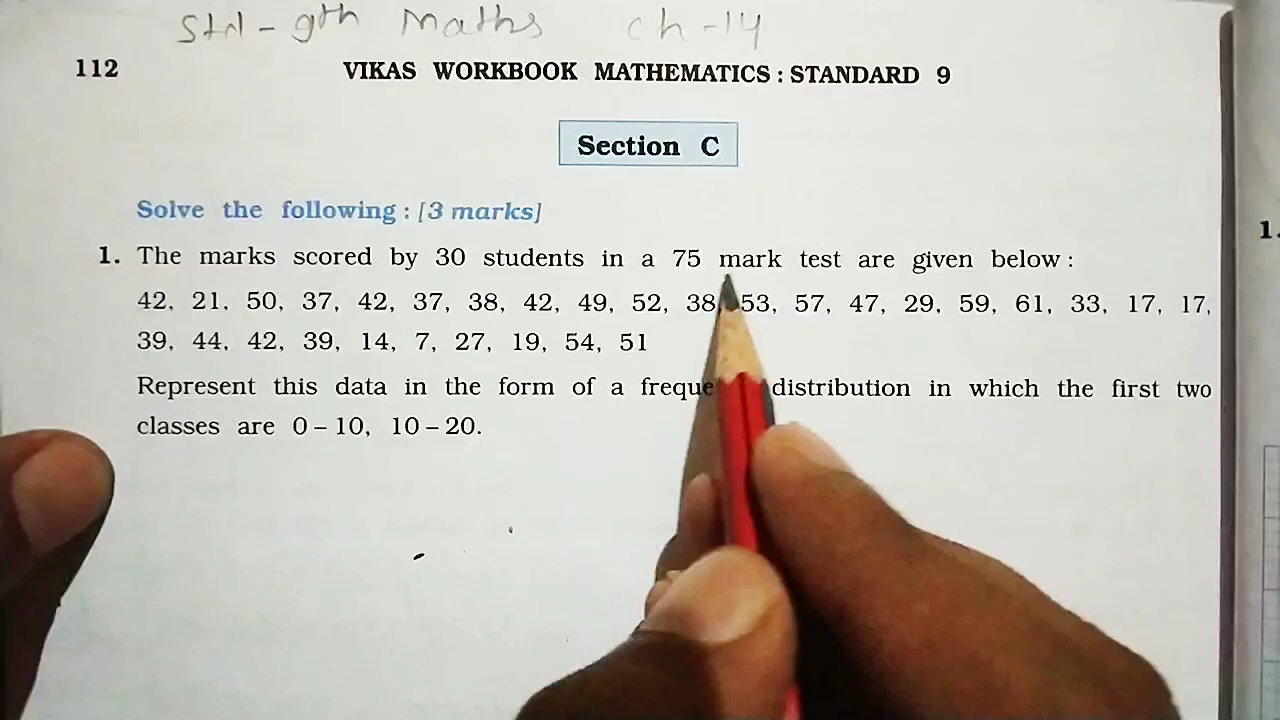 Std - 9th Maths ch - 14
112 VIKAS WORKBOOK MATHEMATICS : STANDARD 9
Section C
Solve the following : [3 marks]
1. The marks scored by 30 students in a 75 mark test are given below :
42, 21, 50, 37, 42, 37, 38, 42, 49, 52, 38, 53, 57, 47, 29, 59, 61, 33, 17, 17,
39, 44, 42, 39, 14, 7, 27, 19, 54, 51
Represent this data in the form of a distribution in which the first two
classes are 0 – 10, 10 – 20.
1.